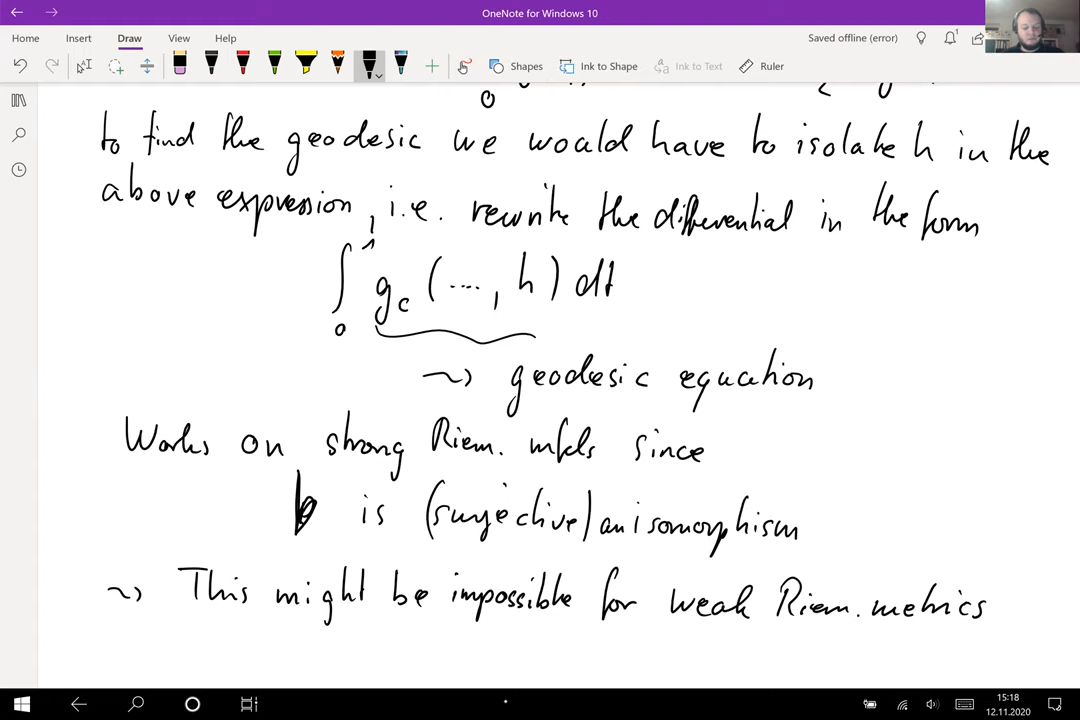 OneNote for Windows 10
Home Insert Draw View Help
Saved offline (error)
Shapes Ink to Shape Ink to Text Ruler
0
to find the geodesic we would have to isolate h in the
above expression, i.e. rewrite the differential in the form
∫₀¹ g_c (...., h) dt
~> geodesic equation
Works on strong Riem. mfds since
♭ is (surjective) an isomorphism
~> This might be impossible for weak Riem. metrics
15:18
12.11.2020